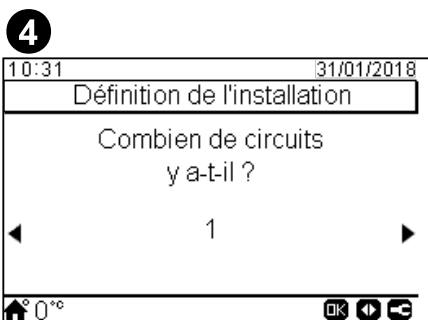 4
10:31 31/01/2018
Définition de l'installation
Combien de circuits
y a-t-il ?
1
0°c OK